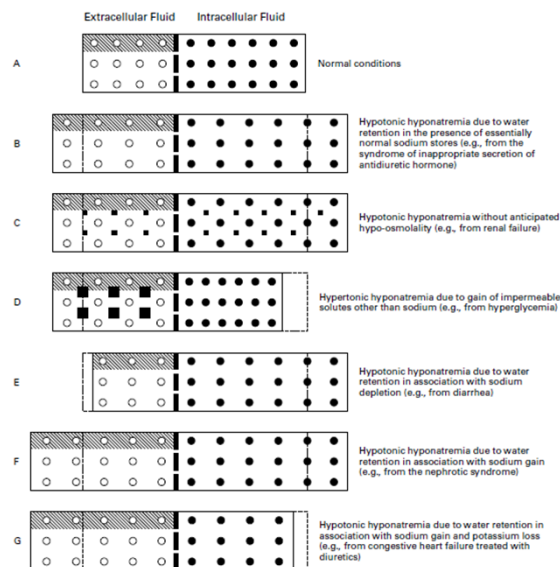 Extracellular Fluid Intracellular Fluid
A
Normal conditions
B
Hypotonic hyponatremia due to water
retention in the presence of essentially
normal sodium stores (e.g., from the
syndrome of inappropriate secretion of
antidiuretic hormone)
C
Hypotonic hyponatremia without anticipated
hypo-osmolality (e.g., from renal failure)
D
Hypertonic hyponatremia due to gain of impermeable
solutes other than sodium (e.g., from hyperglycemia)
E
Hypotonic hyponatremia due to water
retention in association with sodium
depletion (e.g., from diarrhea)
F
Hypotonic hyponatremia due to water
retention in association with sodium gain
(e.g., from the nephrotic syndrome)
G
Hypotonic hyponatremia due to water retention in
association with sodium gain and potassium loss
(e.g., from congestive heart failure treated with
diuretics)